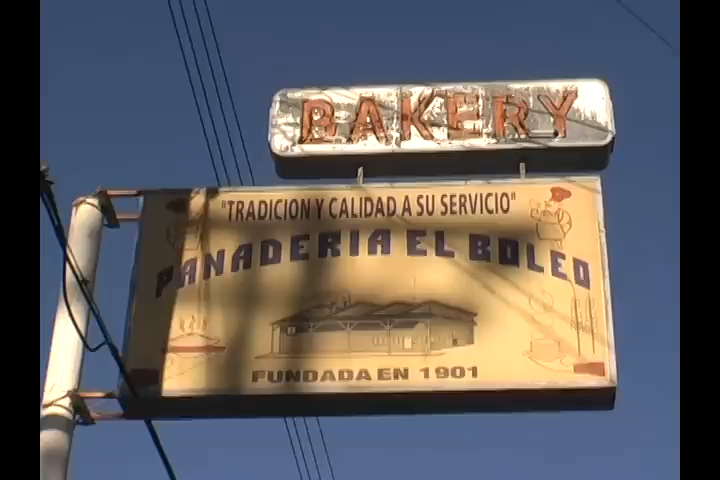 BAKERY
"TRADICION Y CALIDAD A SU SERVICIO"
PANADERIA EL BOLEO
FUNDADA EN 1901